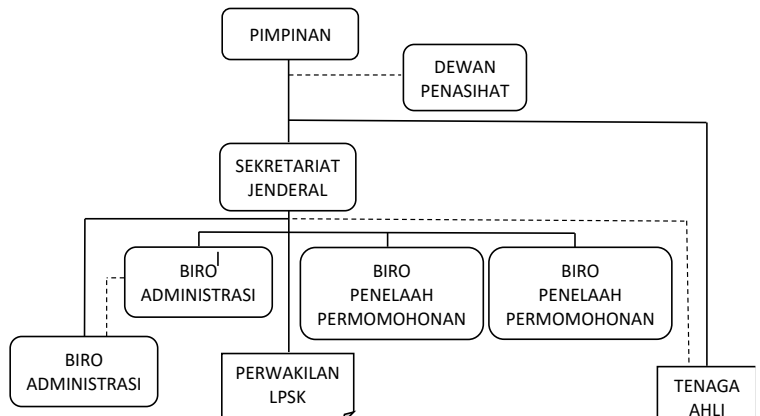 PIMPINAN
DEWAN
PENASIHAT
SEKRETARIAT
JENDERAL
BIRO
ADMINISTRASI
BIRO
PENELAAH
PERMOMOHONAN
BIRO
PENELAAH
PERMOMOHONAN
BIRO
ADMINISTRASI
PERWAKILAN
LPSK
TENAGA
AHLI